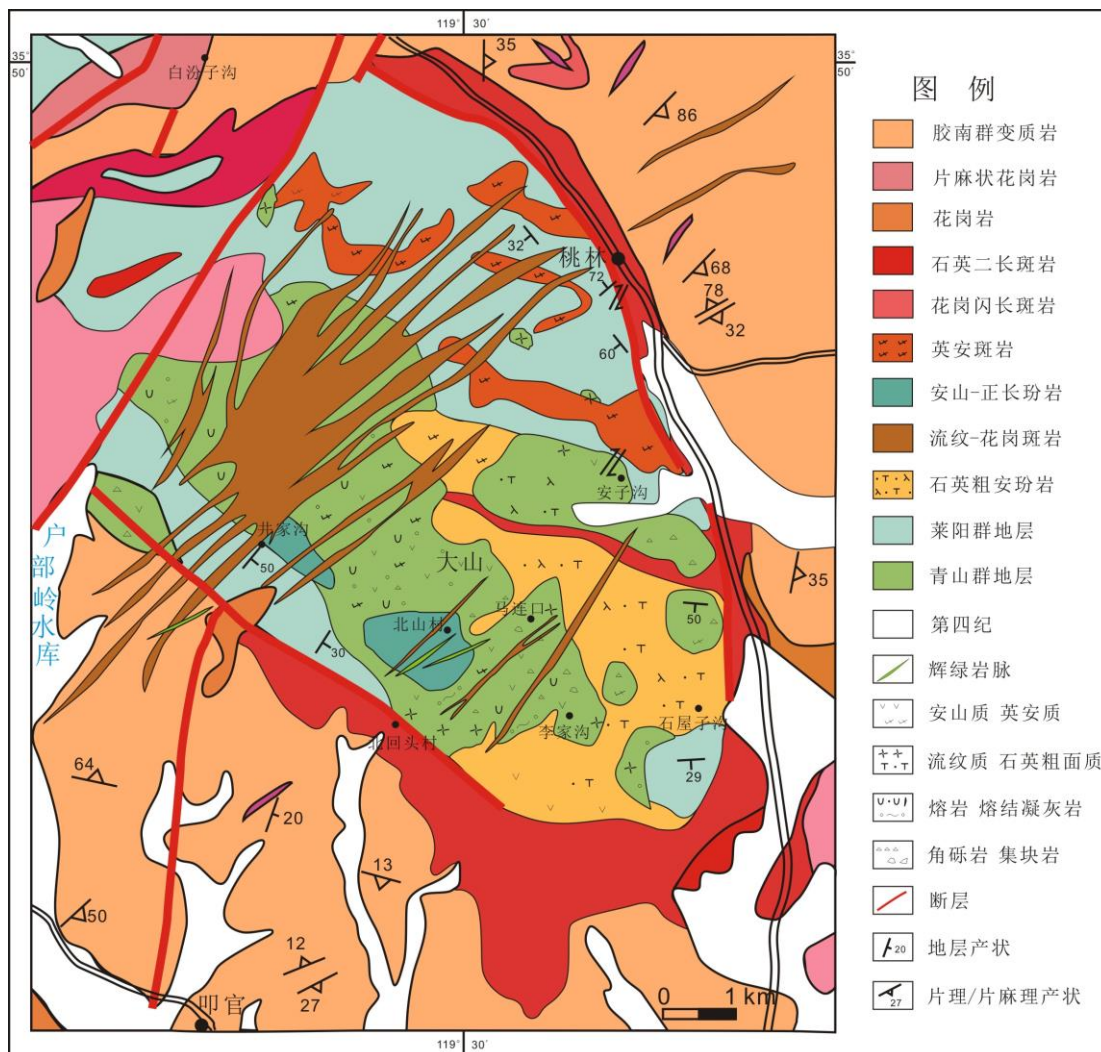 119° 30′
35° 50′
35° 50′
白汾子沟
35
86
32
桃林
72
68
78
32
60
安子沟
井家沟
50
大山
35
户部岭水库
北山村
马连口
50
30
北回头村
李家沟
石屋子沟
29
64
20
13
50
12
27
叩官
0 1 km
119° 30′
图 例
胶南群变质岩
片麻状花岗岩
花岗岩
石英二长斑岩
花岗闪长斑岩
英安斑岩
安山-正长玢岩
流纹-花岗斑岩
石英粗安玢岩
莱阳群地层
青山群地层
第四纪
辉绿岩脉
安山质 英安质
流纹质 石英粗面质
熔岩 熔结凝灰岩
角砾岩 集块岩
断层
20 地层产状
27 片理/片麻理产状